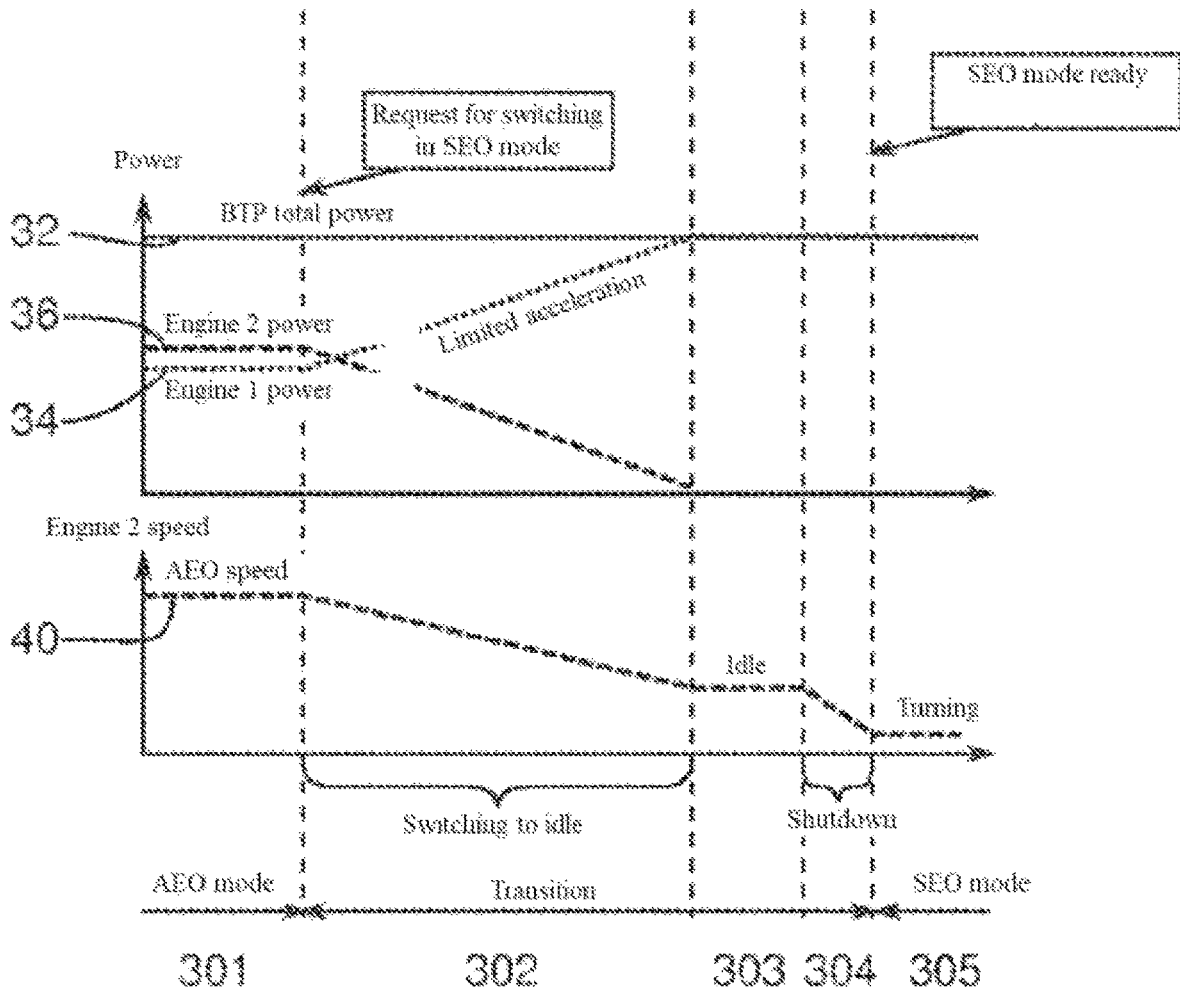 SEO mode ready
Request for switching
in SEO mode
Power
BTP total power
32
36
Engine 2 power
Limited acceleration
Engine 1 power
34
Engine 2 speed
AEO speed
40
Idle
Turning
Switching to idle
Shutdown
AEO mode
Transition
SEO mode
301
302
303
304
305